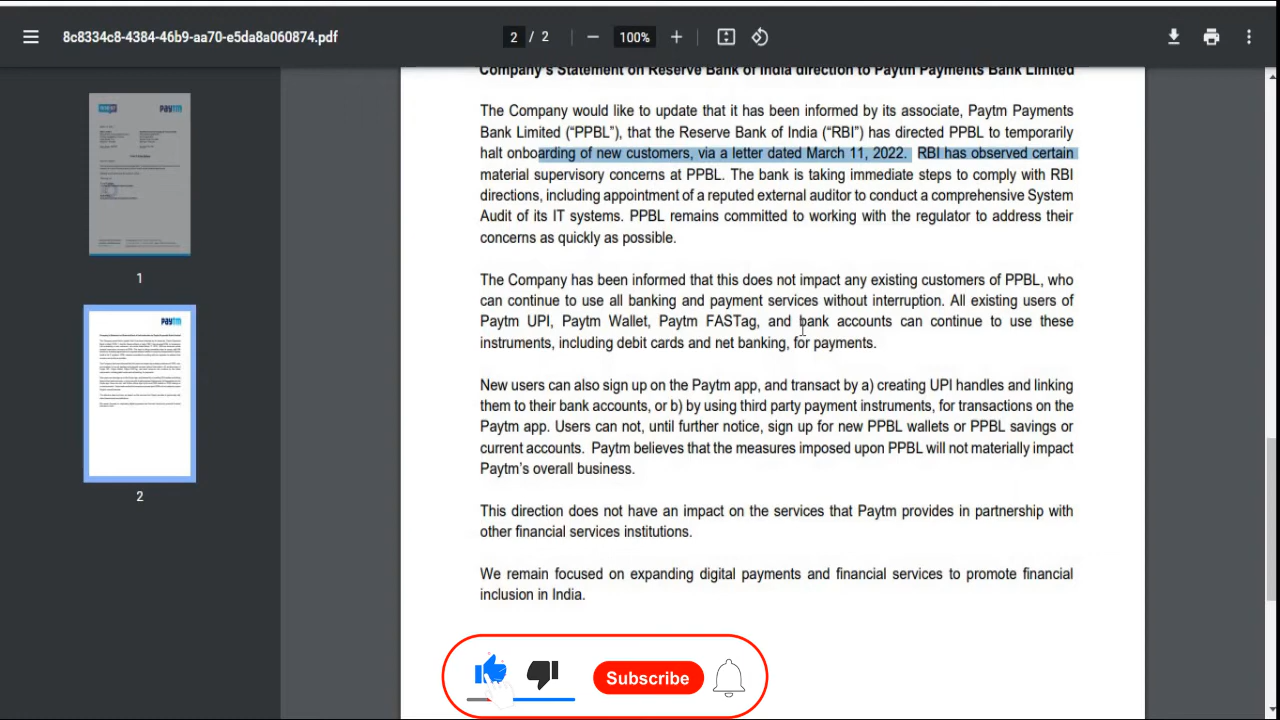 8c8334c8-4384-46b9-aa70-e5da8a060874.pdf
2 / 2
100%
Company's Statement on Reserve Bank of India direction to Paytm Payments Bank Limited
The Company would like to update that it has been informed by its associate, Paytm Payments
Bank Limited (“PPBL”), that the Reserve Bank of India (“RBI”) has directed PPBL to temporarily
halt onboarding of new customers, via a letter dated March 11, 2022. RBI has observed certain
material supervisory concerns at PPBL. The bank is taking immediate steps to comply with RBI
directions, including appointment of a reputed external auditor to conduct a comprehensive System
Audit of its IT systems. PPBL remains committed to working with the regulator to address their
concerns as quickly as possible.
The Company has been informed that this does not impact any existing customers of PPBL, who
can continue to use all banking and payment services without interruption. All existing users of
Paytm UPI, Paytm Wallet, Paytm FASTag, and bank accounts can continue to use these
instruments, including debit cards and net banking, for payments.
New users can also sign up on the Paytm app, and transact by a) creating UPI handles and linking
them to their bank accounts, or b) by using third party payment instruments, for transactions on the
Paytm app. Users can not, until further notice, sign up for new PPBL wallets or PPBL savings or
current accounts. Paytm believes that the measures imposed upon PPBL will not materially impact
Paytm's overall business.
This direction does not have an impact on the services that Paytm provides in partnership with
other financial services institutions.
We remain focused on expanding digital payments and financial services to promote financial
inclusion in India.
paytm
1
paytm
2
Subscribe